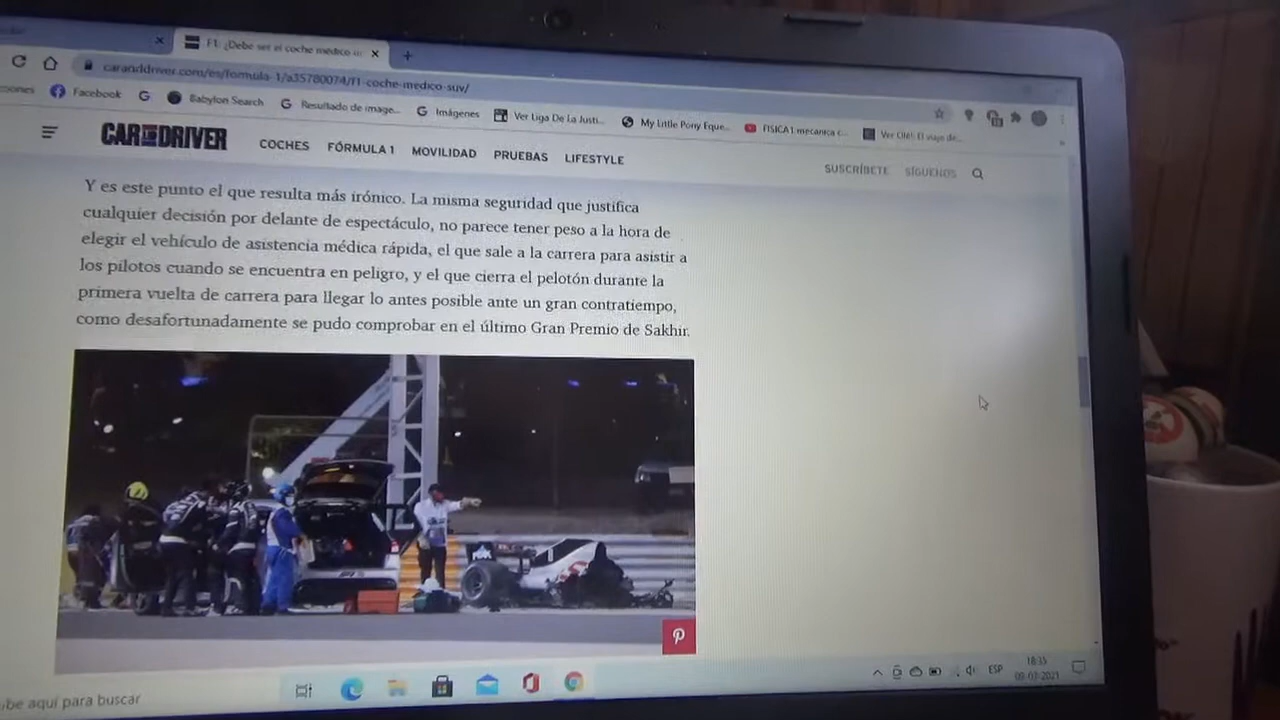 F1: ¿Debe ser el coche médico u
caranddriver.com/es/formula-1/a35780074/f1-coche-medico-suv/
Facebook
Babylon Search
Resultado de image...
Imágenes
Ver Liga De La Justi...
My Little Pony Eque...
FISICA 1 mecanica c...
CAR AND DRIVER
COCHES
FÓRMULA 1
MOVILIDAD
PRUEBAS
LIFESTYLE
SUSCRÍBETE
SÍGUENOS
Y es este punto el que resulta más irónico. La misma seguridad que justifica
cualquier decisión por delante de espectáculo, no parece tener peso a la hora de
elegir el vehículo de asistencia médica rápida, el que sale a la carrera para asistir a
los pilotos cuando se encuentra en peligro, y el que cierra el pelotón durante la
primera vuelta de carrera para llegar lo antes posible ante un gran contratiempo,
como desafortunadamente se pudo comprobar en el último Gran Premio de Sakhir.
ibe aquí para buscar
ESP
18:35